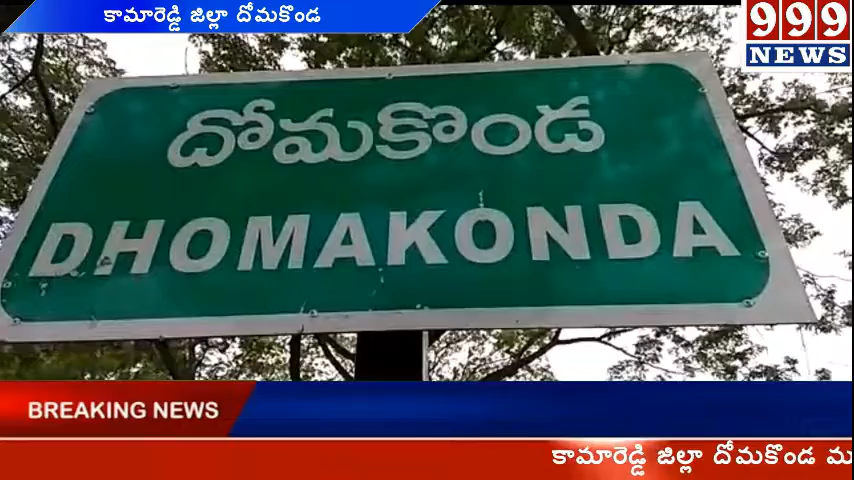 కామారెడ్డి జిల్లా దోమకొండ
999
NEWS
దోమకొండ
DHOMAKONDA
BREAKING NEWS
కామారెడ్డి జిల్లా దోమకొండ మ